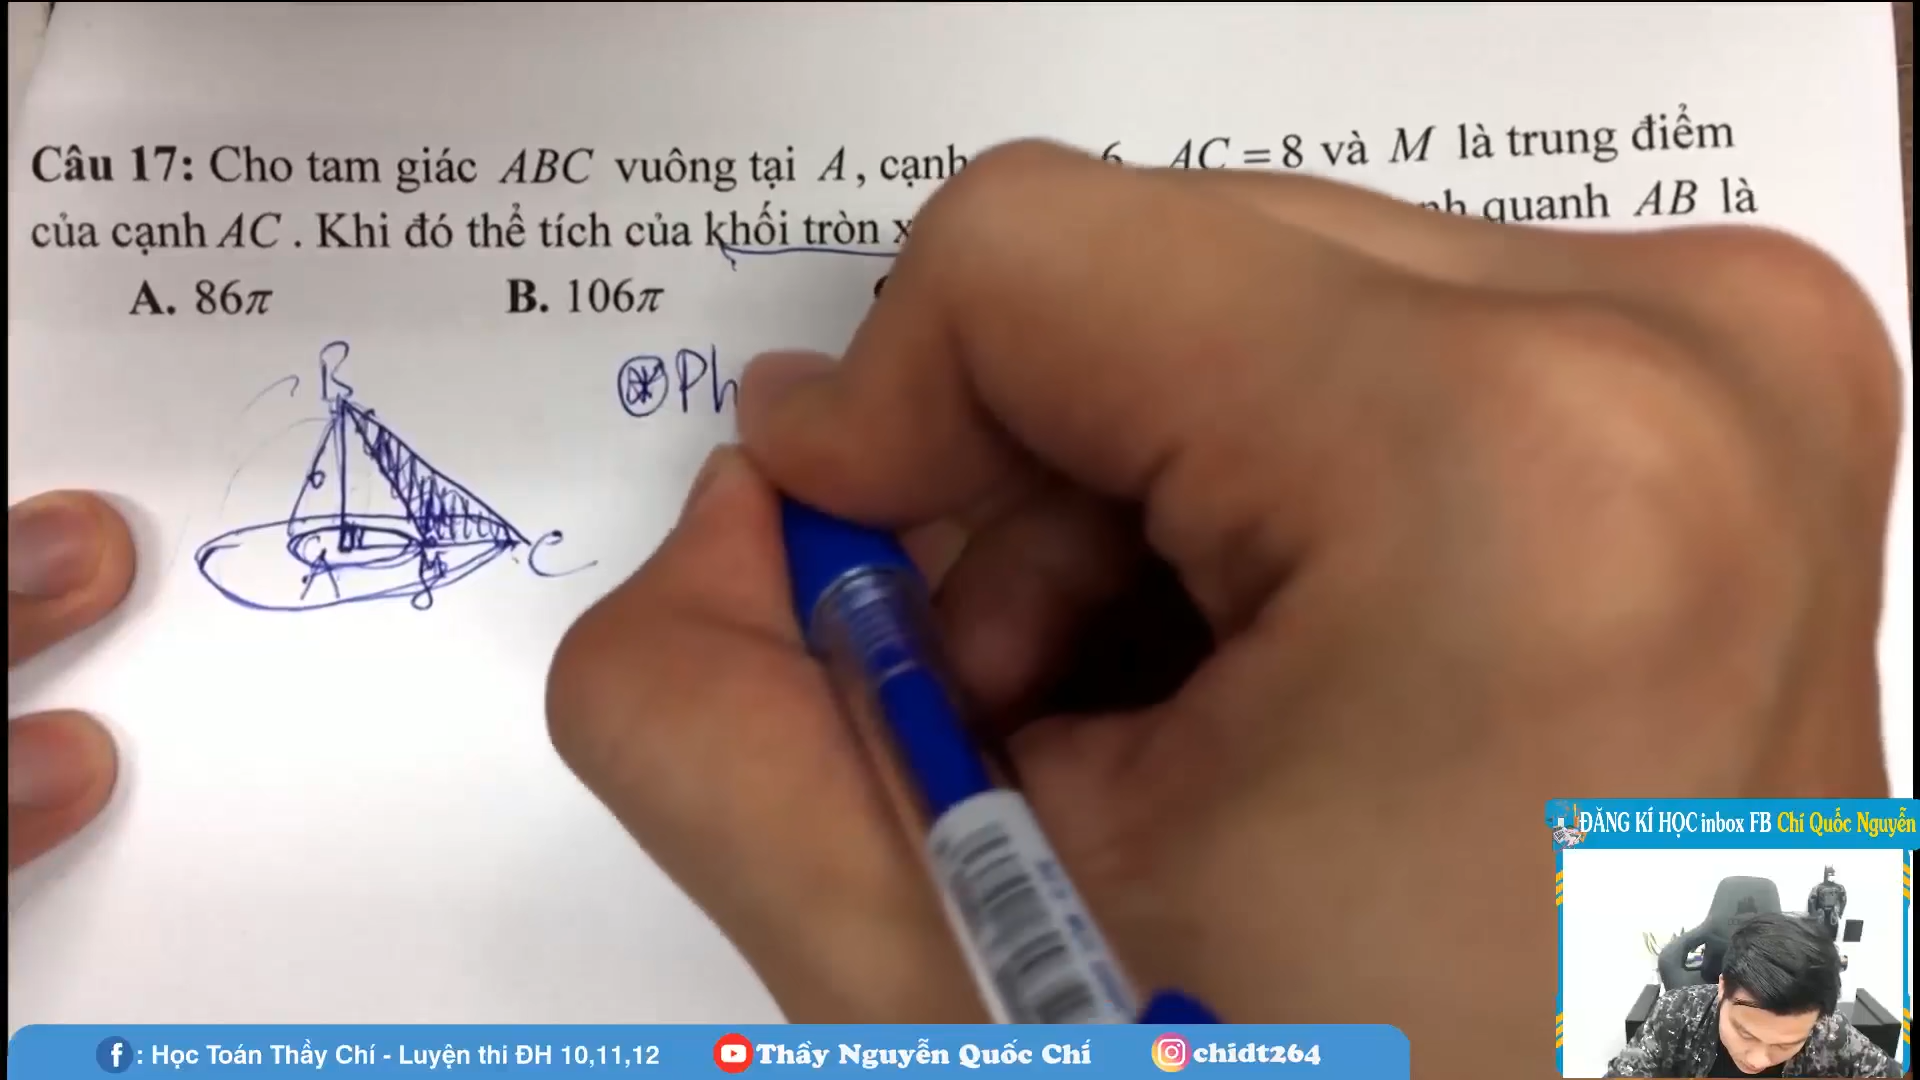 Câu 17: Cho tam giác ABC vuông tại A, cạnh 6 AC = 8 và M là trung điểm
của cạnh AC. Khi đó thể tích của khối tròn quanh AB là
A. 86π B. 106π
B
⊛ Ph
6
A M C
ĐĂNG KÍ HỌC inbox FB Chí Quốc Nguyễn
f : Học Toán Thầy Chí - Luyện thi ĐH 10,11,12 Thầy Nguyễn Quốc Chí chidt264